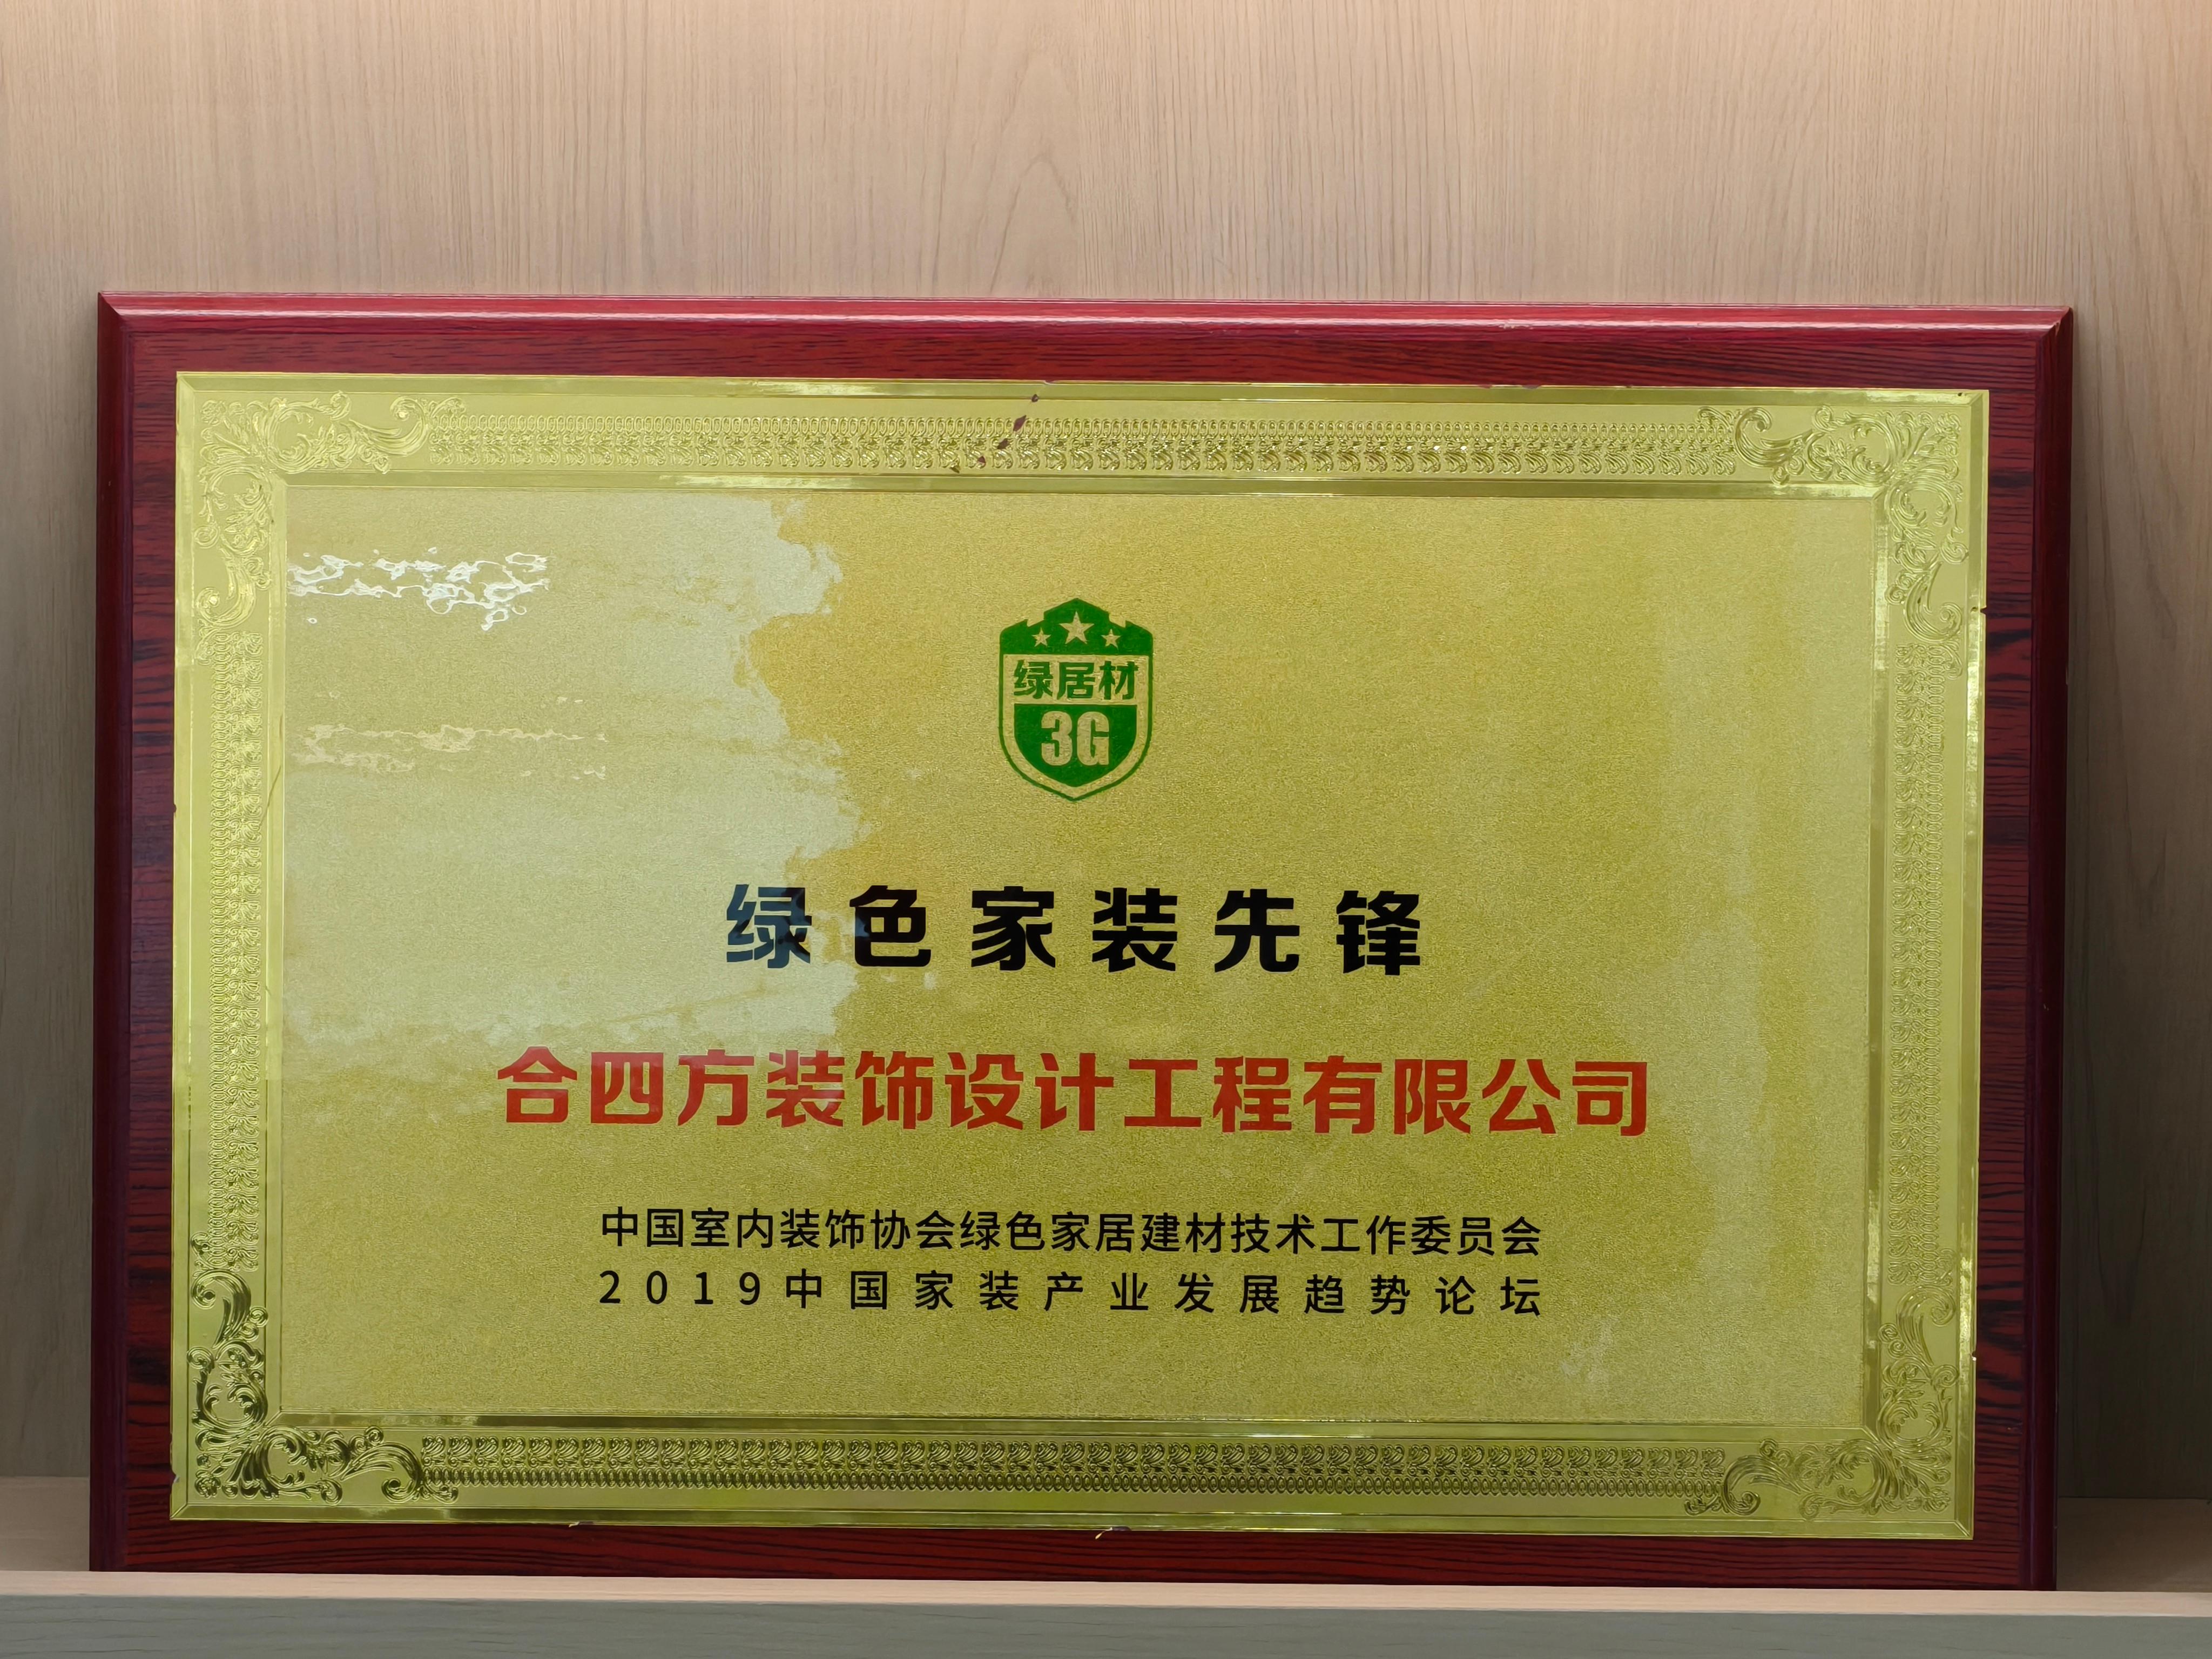 绿居材
3G
绿色家装先锋
合四方装饰设计工程有限公司
中国室内装饰协会绿色家居建材技术工作委员会
2019中国家装产业发展趋势论坛